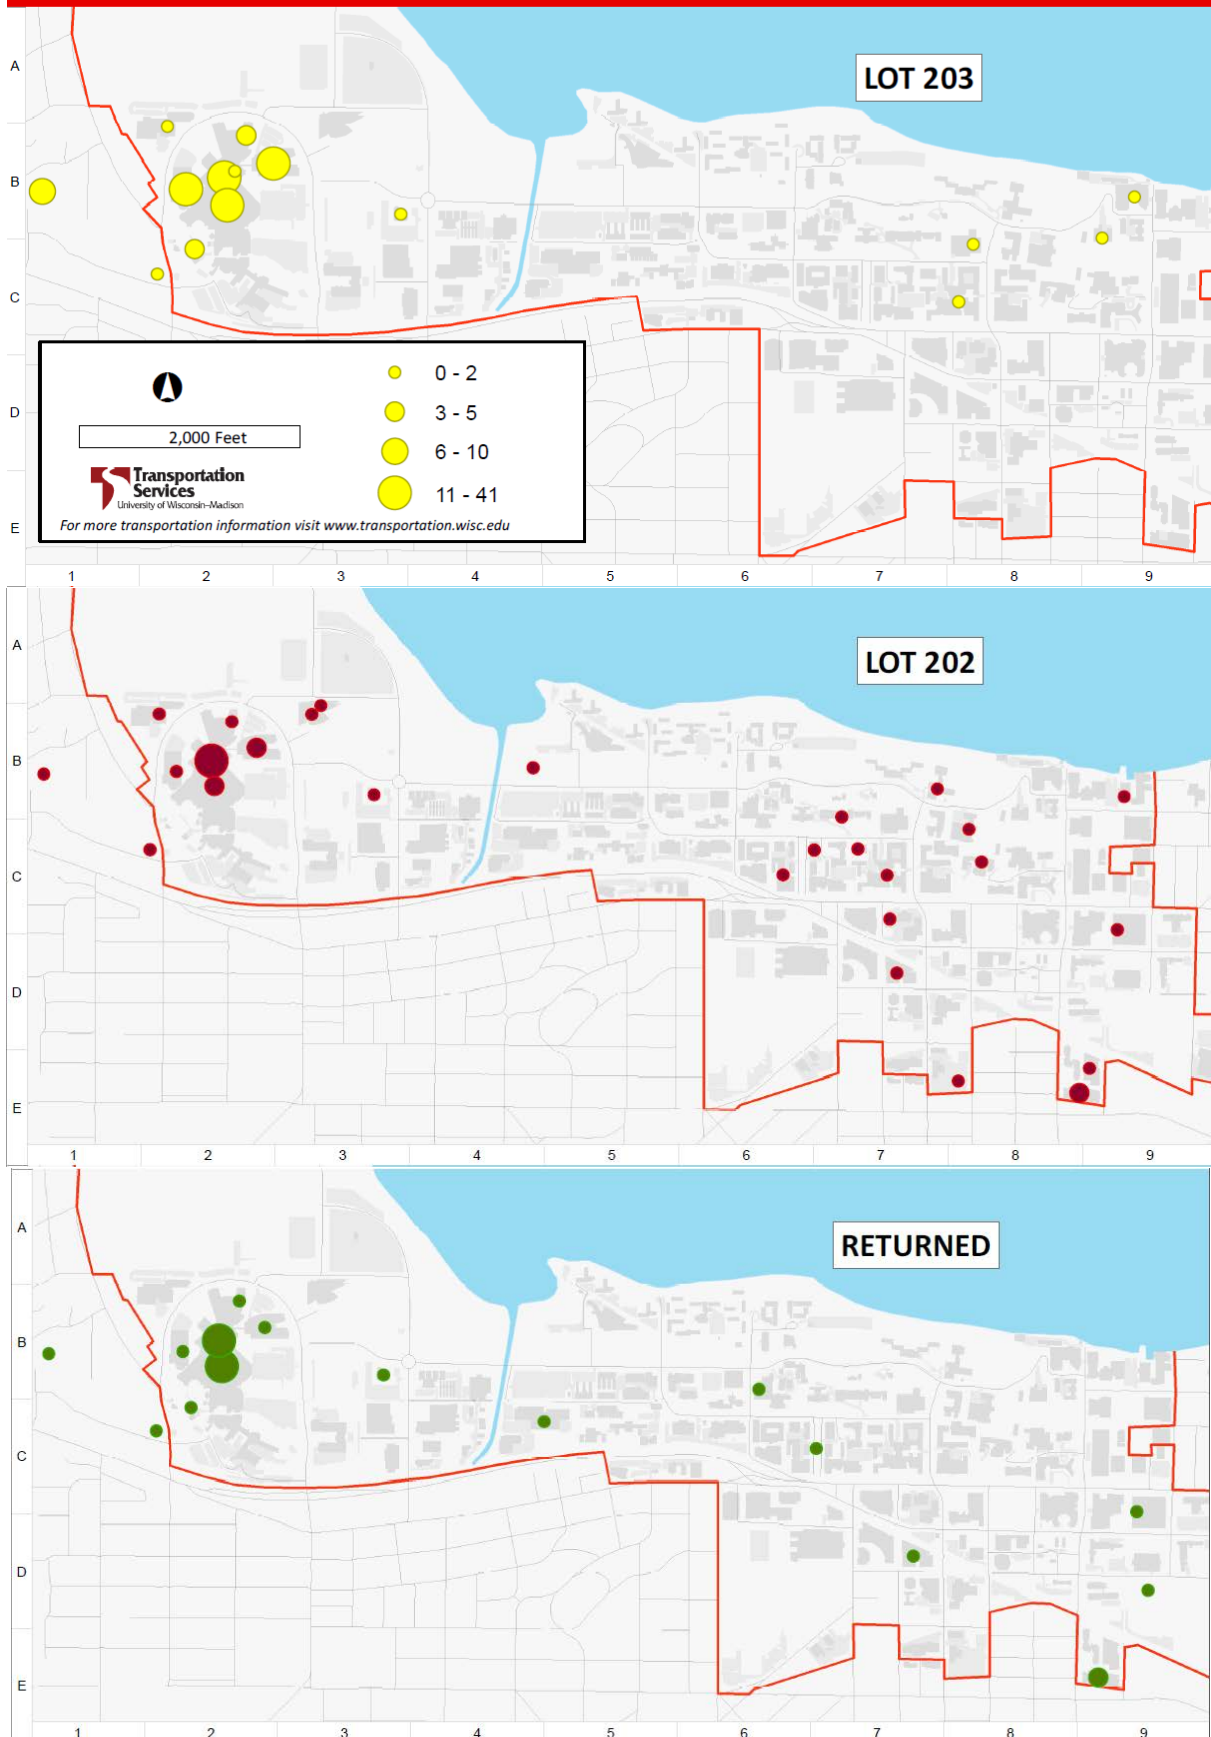 A
LOT 203
B
C
0 - 2
D
3 - 5
2,000 Feet
6 - 10
Transportation
Services
University of Wisconsin–Madison
11 - 41
For more transportation information visit www.transportation.wisc.edu
E
1 2 3 4 5 6 7 8 9
A
LOT 202
B
C
D
E
1 2 3 4 5 6 7 8 9
A
RETURNED
B
C
D
E
1 2 3 4 5 6 7 8 9